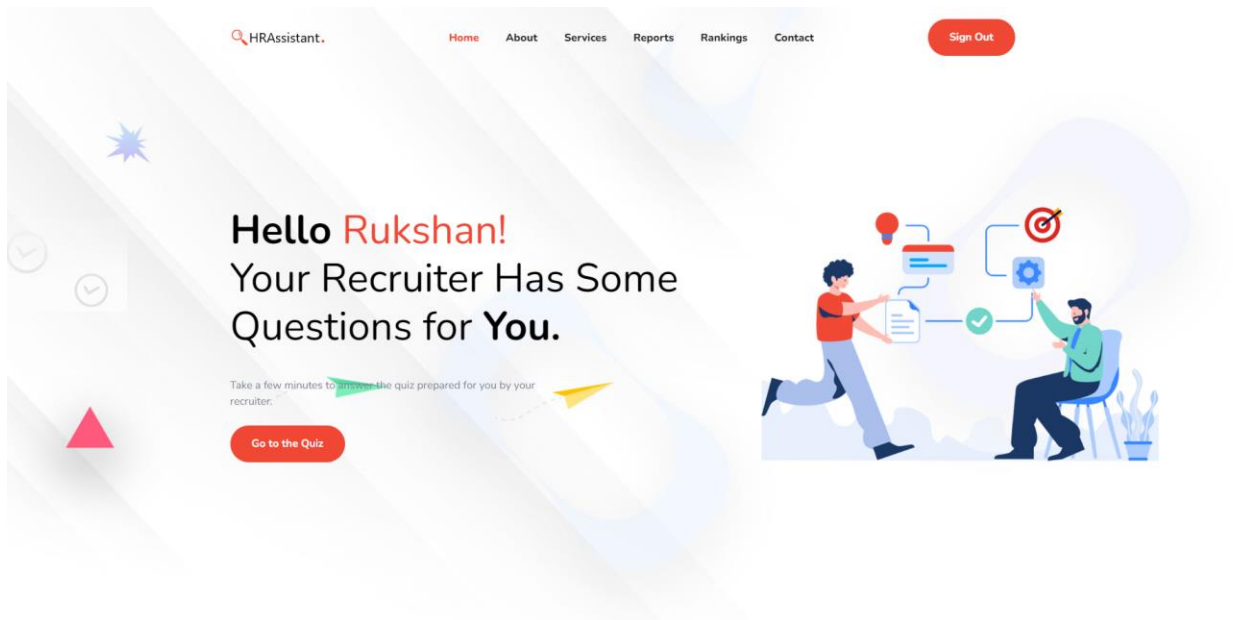 HRAssistant.
Home About Services Reports Rankings Contact
Sign Out
Hello Rukshan!
Your Recruiter Has Some
Questions for You.
Take a few minutes to answer the quiz prepared for you by your
recruiter.
Go to the Quiz